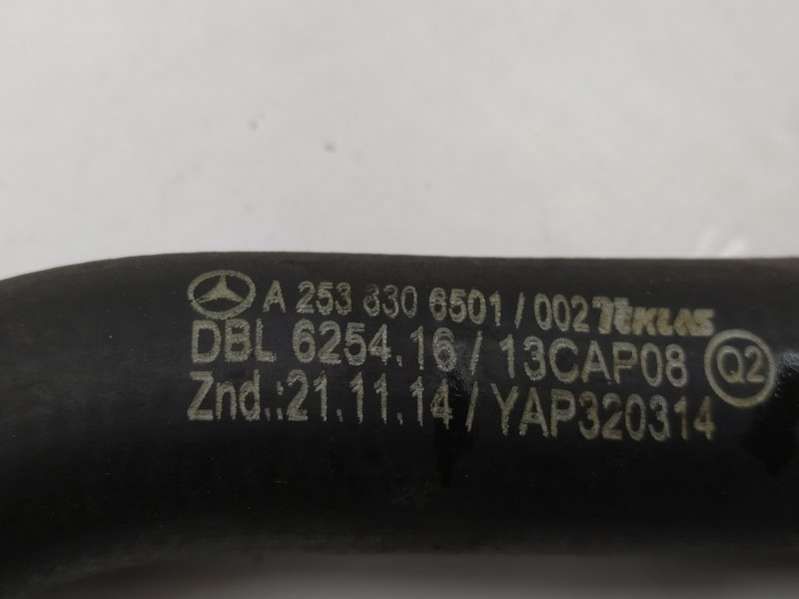 A 253 830 6501 / 002 TEKLAS
DBL 6254.16 / 13CAP08 Q2
Znd.:21.11.14 / YAP320314